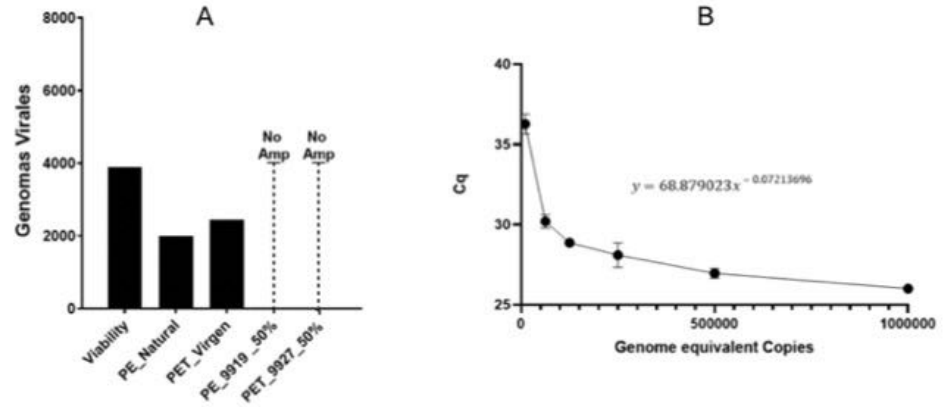 A
8000
6000
4000
2000
0
Genomas Virales
No
Amp
No
Amp
Viability
PE_Natural
PET_Virgen
PE_9919_50%
PET_9927_50%
B
40
35
30
25
Cq
y = 68.879023x^{-0.07213696}
0
500000
1000000
Genome equivalent Copies